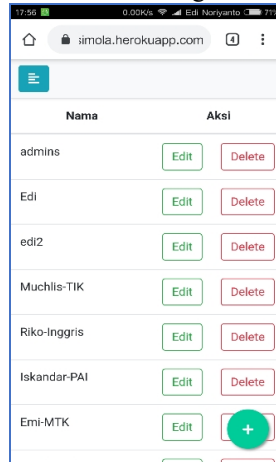 17:56 0.00K/s Edi Noriyanto 71%
simola.herokuapp.com 4
Nama Aksi
admins Edit Delete
Edi Edit Delete
edi2 Edit Delete
Muchlis-TIK Edit Delete
Riko-Inggris Edit Delete
Iskandar-PAI Edit Delete
Emi-MTK Edit
+